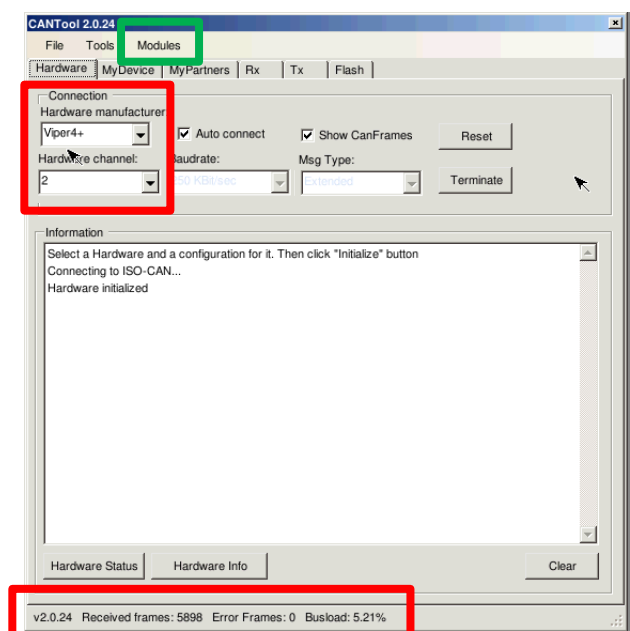 CANTool 2.0.24
File Tools Modules
Hardware MyDevice MyPartners Rx Tx Flash
Connection
Hardware manufacturer
Viper4+ Auto connect Show CanFrames Reset
Hardware channel: Baudrate: Msg Type:
2 250 KBit/sec Extended Terminate
Information
Select a Hardware and a configuration for it. Then click "Initialize" button
Connecting to ISO-CAN...
Hardware initialized
Hardware Status Hardware Info Clear
v2.0.24 Received frames: 5898 Error Frames: 0 Busload: 5.21%